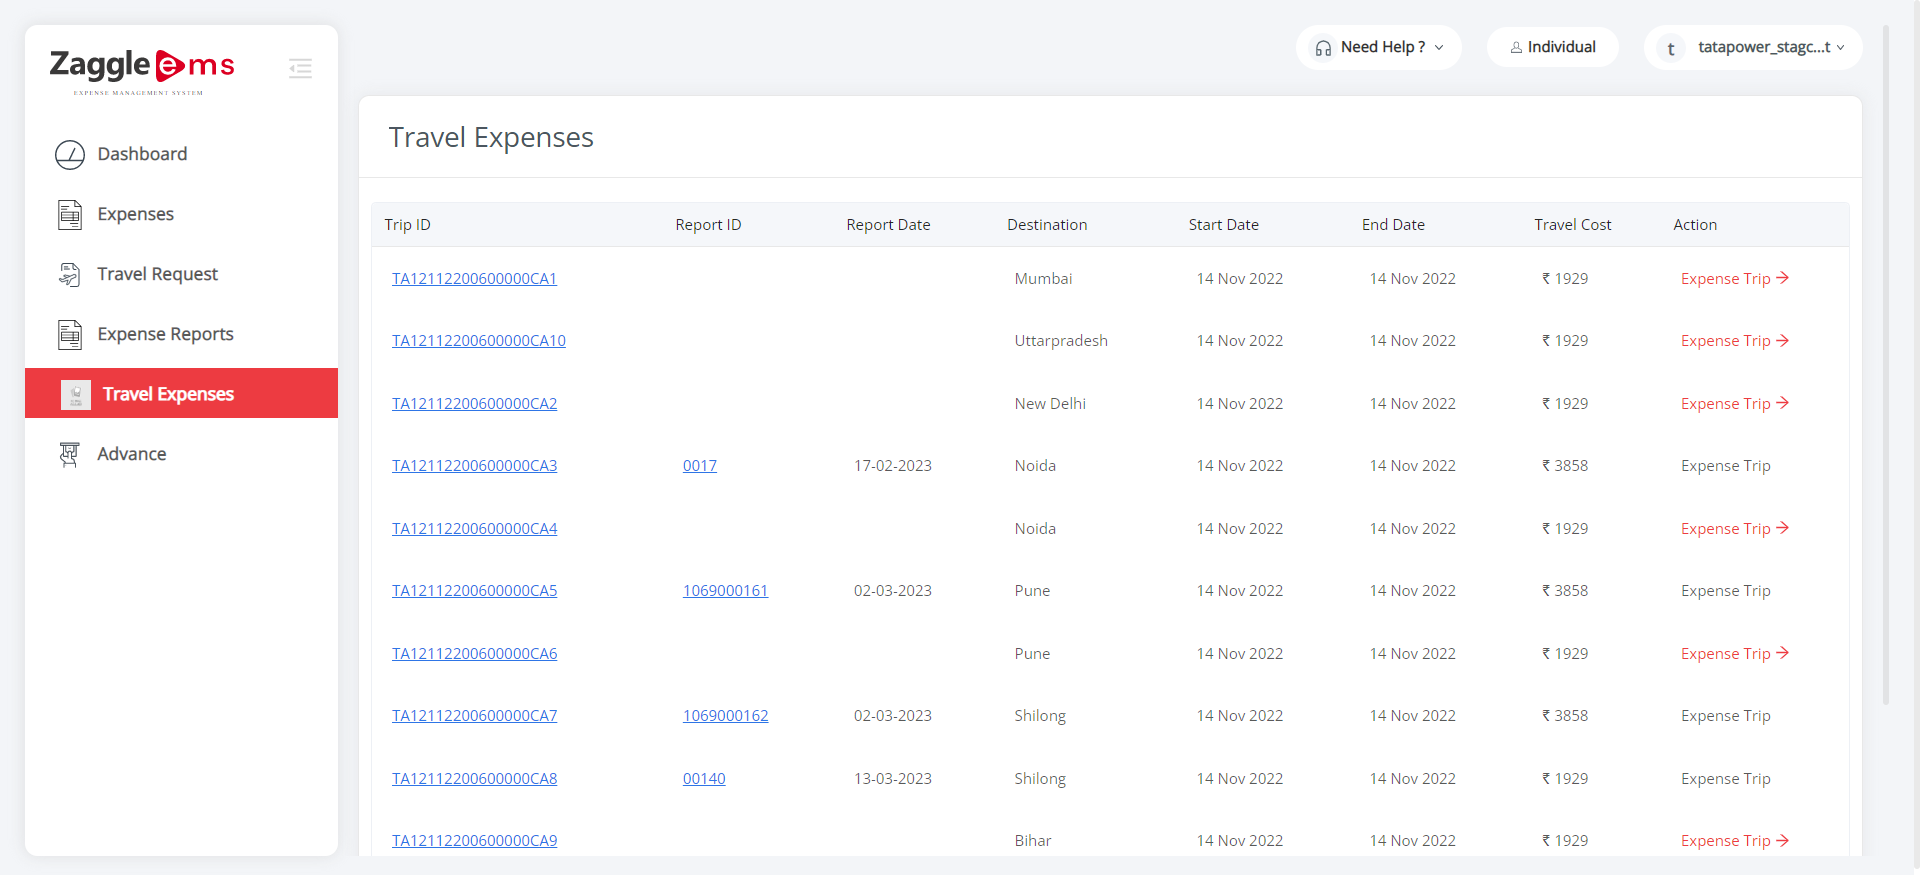 Zaggle ems
EXPENSE MANAGEMENT SYSTEM
Need Help ?
Individual
t tatapower_stagc...t
Dashboard
Expenses
Travel Request
Expense Reports
Travel Expenses
Advance
Travel Expenses
Trip ID Report ID Report Date Destination Start Date End Date Travel Cost Action
TA12112200600000CA1 Mumbai 14 Nov 2022 14 Nov 2022 ₹ 1929 Expense Trip →
TA12112200600000CA10 Uttarpradesh 14 Nov 2022 14 Nov 2022 ₹ 1929 Expense Trip →
TA12112200600000CA2 New Delhi 14 Nov 2022 14 Nov 2022 ₹ 1929 Expense Trip →
TA12112200600000CA3 0017 17-02-2023 Noida 14 Nov 2022 14 Nov 2022 ₹ 3858 Expense Trip
TA12112200600000CA4 Noida 14 Nov 2022 14 Nov 2022 ₹ 1929 Expense Trip →
TA12112200600000CA5 1069000161 02-03-2023 Pune 14 Nov 2022 14 Nov 2022 ₹ 3858 Expense Trip
TA12112200600000CA6 Pune 14 Nov 2022 14 Nov 2022 ₹ 1929 Expense Trip →
TA12112200600000CA7 1069000162 02-03-2023 Shilong 14 Nov 2022 14 Nov 2022 ₹ 3858 Expense Trip
TA12112200600000CA8 00140 13-03-2023 Shilong 14 Nov 2022 14 Nov 2022 ₹ 1929 Expense Trip
TA12112200600000CA9 Bihar 14 Nov 2022 14 Nov 2022 ₹ 1929 Expense Trip →